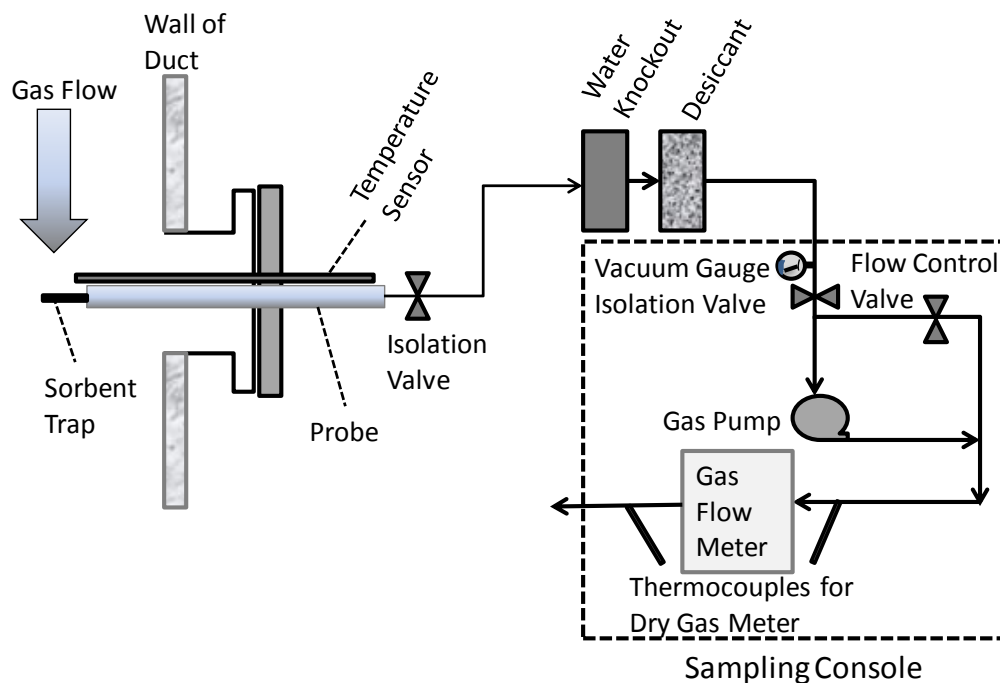 Wall of
Duct
Gas Flow
Temperature
Sensor
Water
Knockout
Desiccant
Sorbent
Trap
Probe
Isolation
Valve
Vacuum Gauge
Isolation Valve
Flow Control
Valve
Gas Pump
Gas
Flow
Meter
Thermocouples for
Dry Gas Meter
Sampling Console